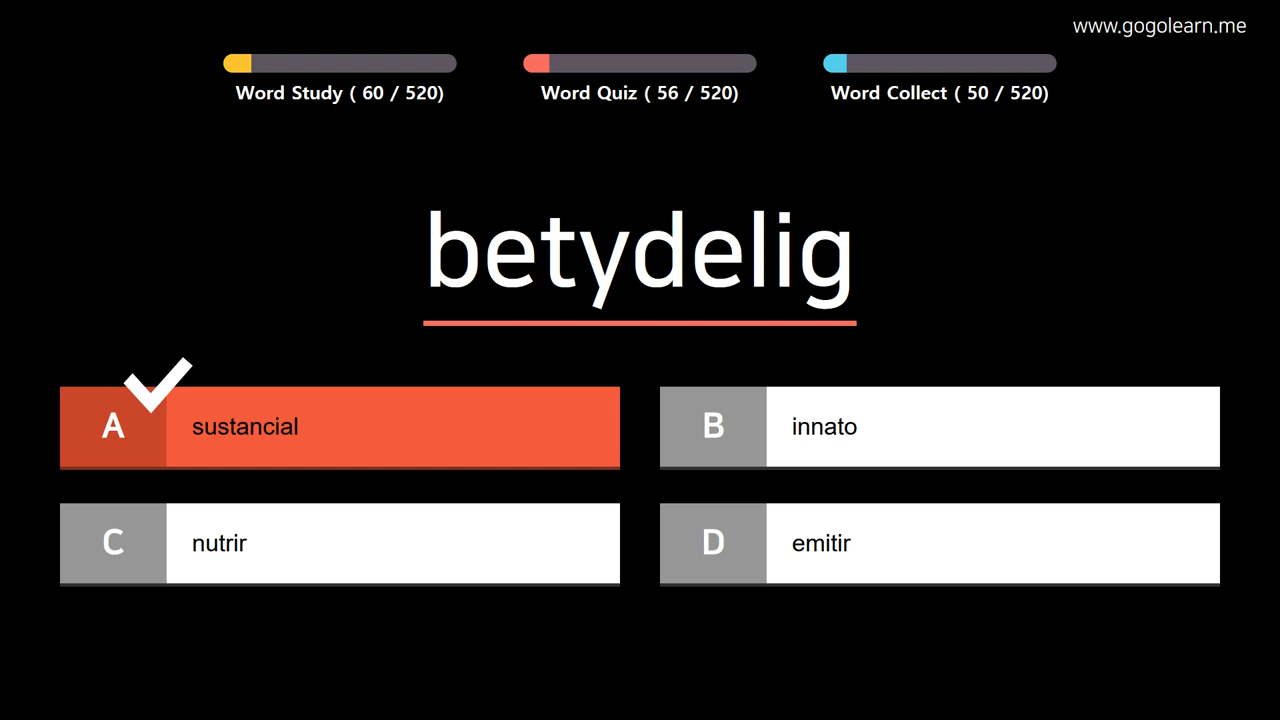 www.gogolearn.me
Word Study ( 60 / 520)
Word Quiz ( 56 / 520)
Word Collect ( 50 / 520)
betydelig
A sustancial
B innato
C nutrir
D emitir